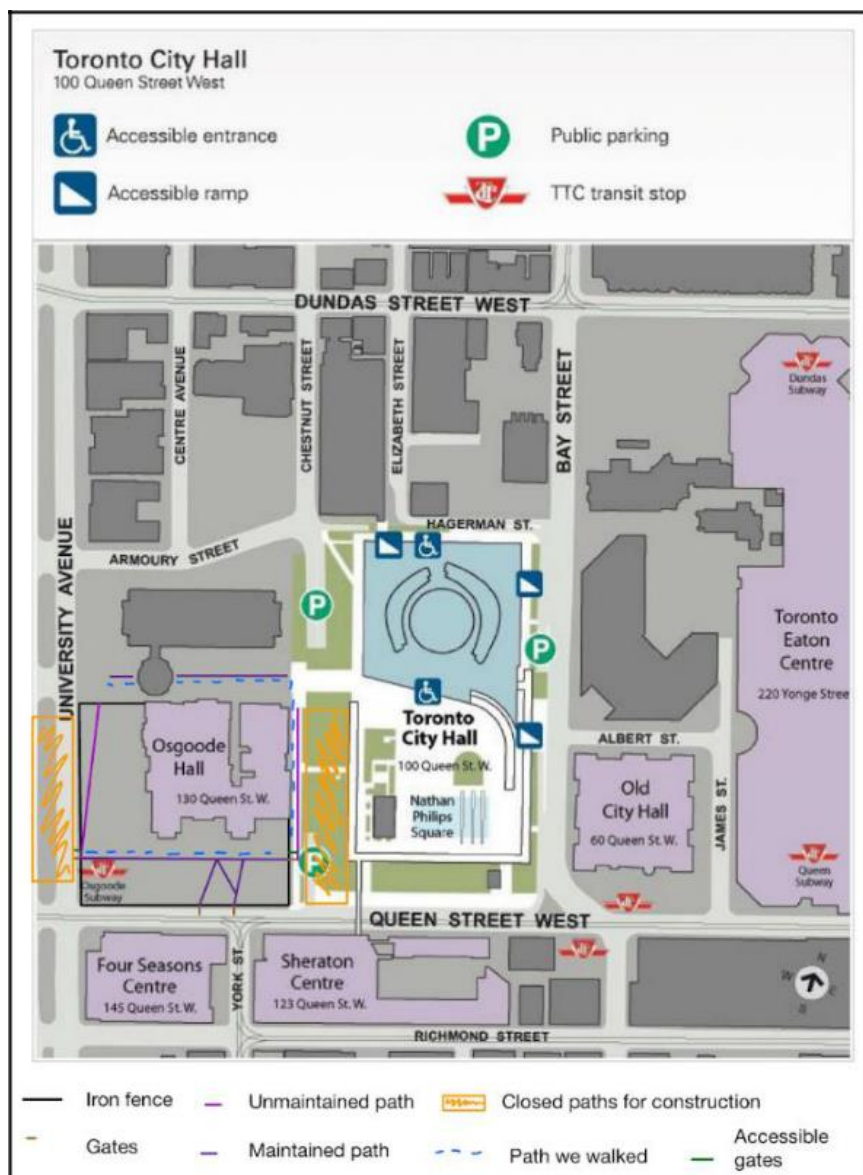 Toronto City Hall
100 Queen Street West
Accessible entrance
P
Public parking
Accessible ramp
TTC transit stop
DUNDAS STREET WEST
CENTRE AVENUE
CHESTNUT STREET
ELIZABETH STREET
BAY STREET
Dundas
Subway
HAGERMAN ST.
UNIVERSITY AVENUE
ARMOURY STREET
P
P
Toronto
Eaton
Centre
220 Yonge Stree
Toronto
City Hall
100 Queen St. W.
Osgoode
Hall
130 Queen St. W.
ALBERT ST.
Old
City Hall
60 Queen St. W.
JAMES ST.
Nathan
Philips
Square
P
Osgoode
Subway
Queen
Subway
QUEEN STREET WEST
Four Seasons
Centre
145 Queen St. W.
YORK ST.
Sheraton
Centre
123 Queen St. W.
N
W
E
S
RICHMOND STREET
Iron fence
Unmaintained path
Closed paths for construction
Gates
Maintained path
Path we walked
Accessible
gates